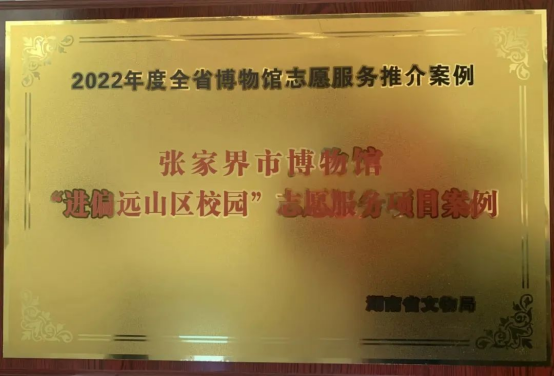 2022年度全省博物馆志愿服务推介案例
张家界市博物馆
“进偏远山区校园”志愿服务项目案例
湖南省文物局